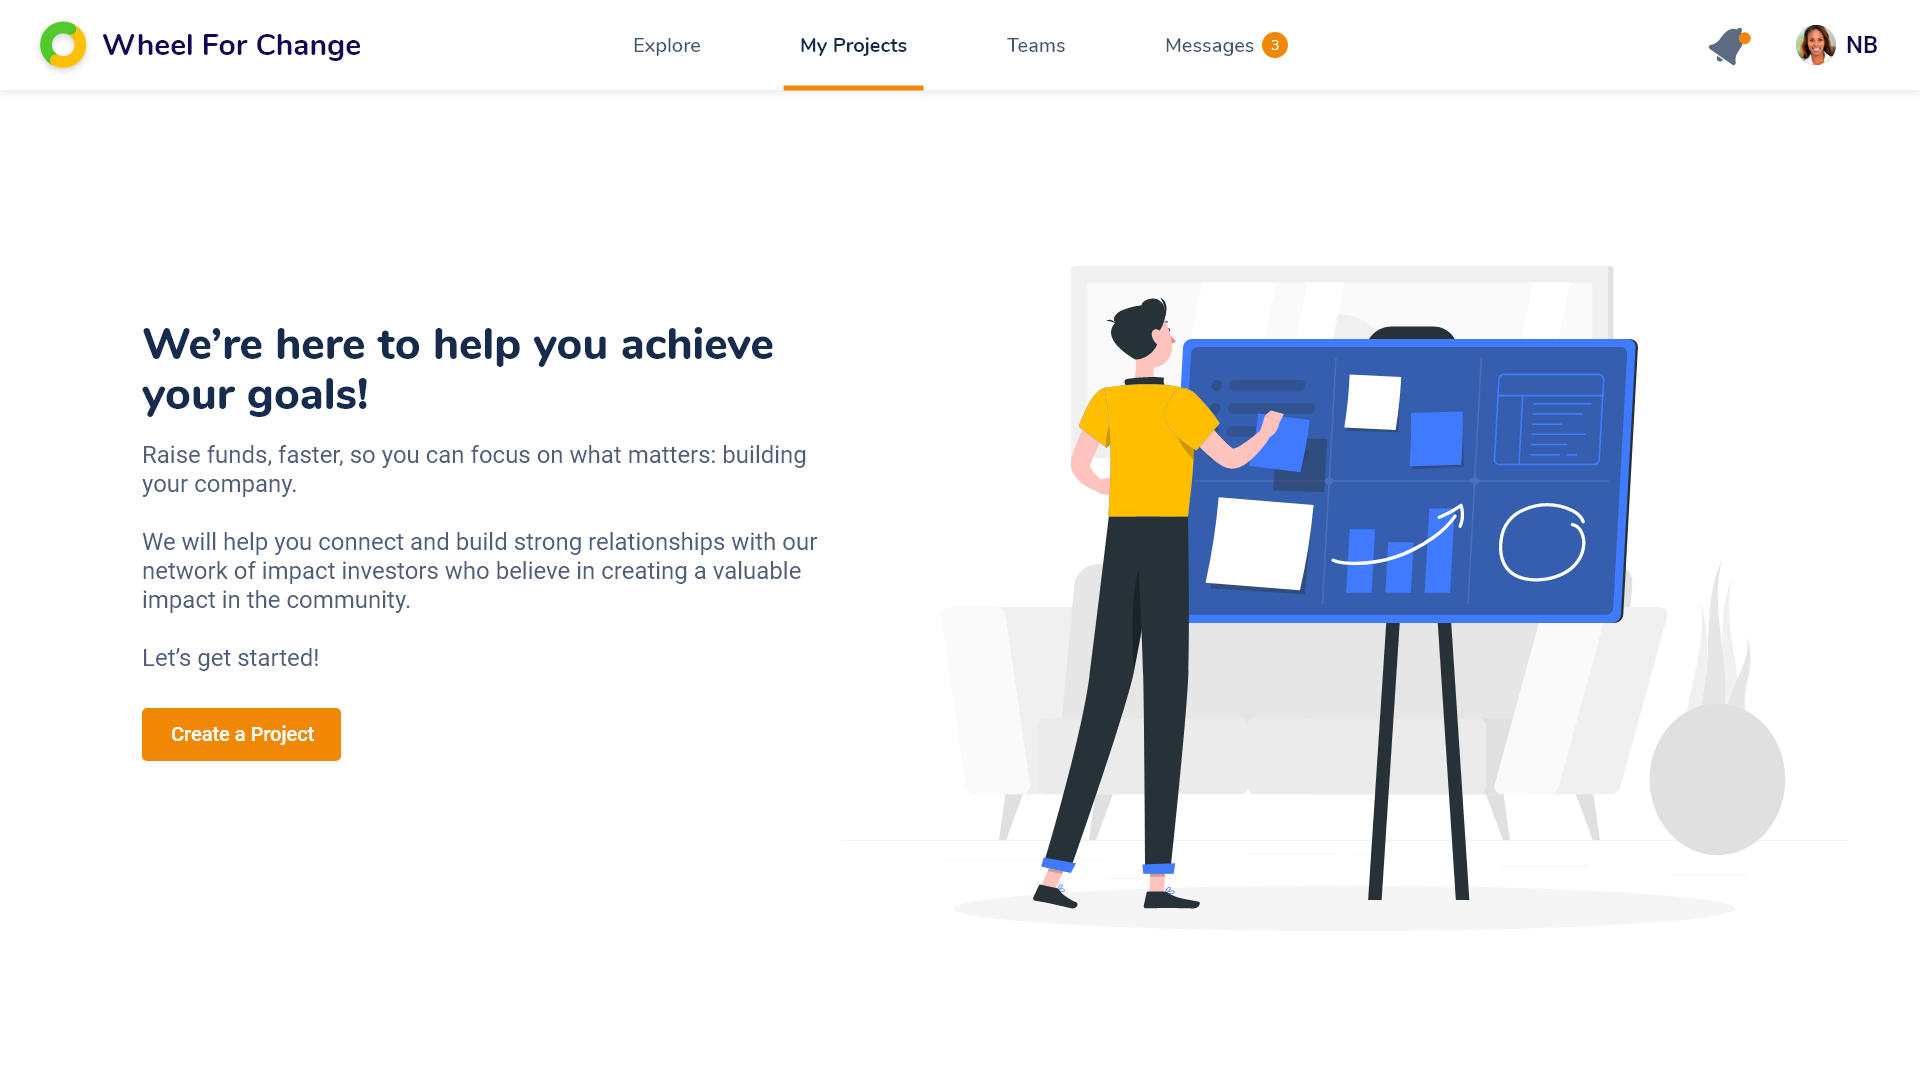 Wheel For Change
Explore
My Projects
Teams
Messages 3
NB
We’re here to help you achieve
your goals!
Raise funds, faster, so you can focus on what matters: building
your company.
We will help you connect and build strong relationships with our
network of impact investors who believe in creating a valuable
impact in the community.
Let’s get started!
Create a Project